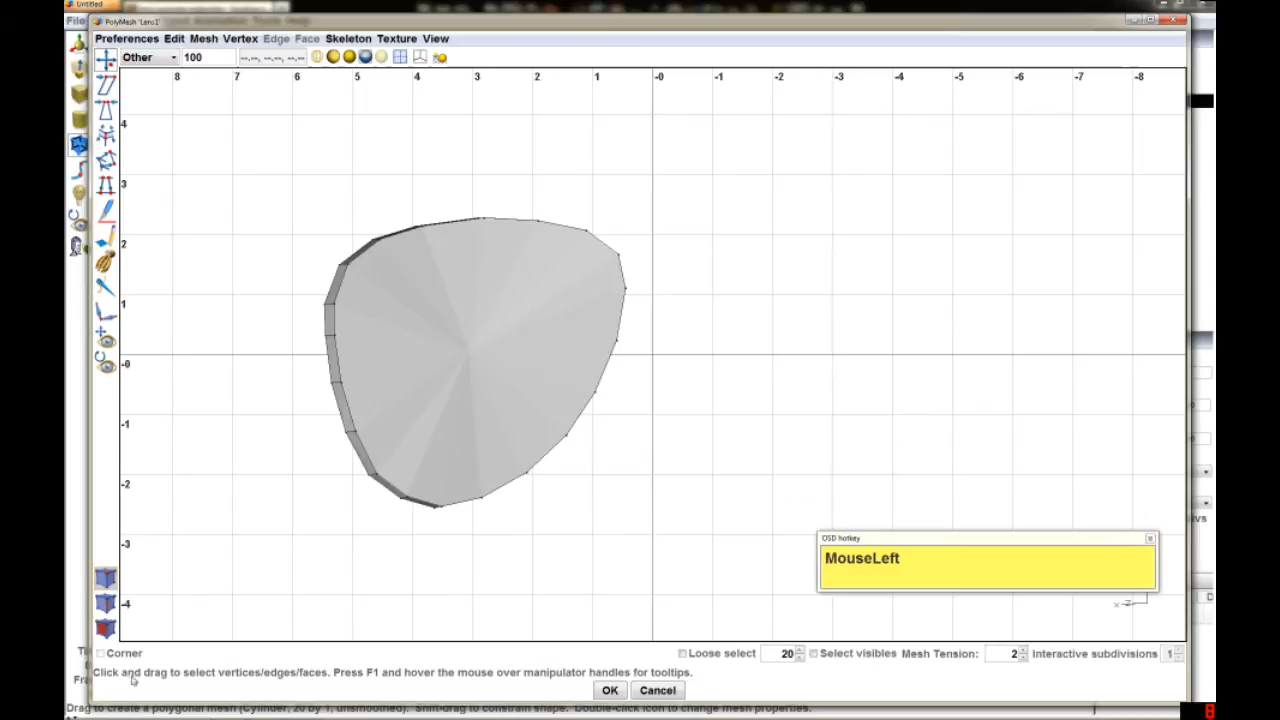 Untitled
File
PolyMesh 'Lens1'
Preferences Edit Mesh Vertex Edge Face Skeleton Texture View
Other 100 --.--, --.--, --.--
8 7 6 5 4 3 2 1 -0 -1 -2 -3 -4 -5 -6 -7 -8
4
3
2
1
-0
-1
-2
-3
-4
OSD hotkey
MouseLeft
X Z
Corner Loose select 20 Select visibles Mesh Tension: 2 Interactive subdivisions 1
Click and drag to select vertices/edges/faces. Press F1 and hover the mouse over manipulator handles for tooltips.
OK Cancel
Drag to create a polygonal mesh (Cylinder, 20 by 1, unsmoothed). Shift-drag to constrain shape. Double-click icon to change mesh properties.
8